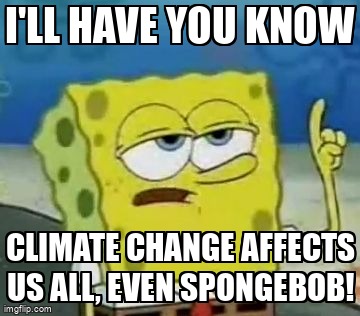 I'LL HAVE YOU KNOW
CLIMATE CHANGE AFFECTS
US ALL, EVEN SPONGEBOB!
imgflip.com